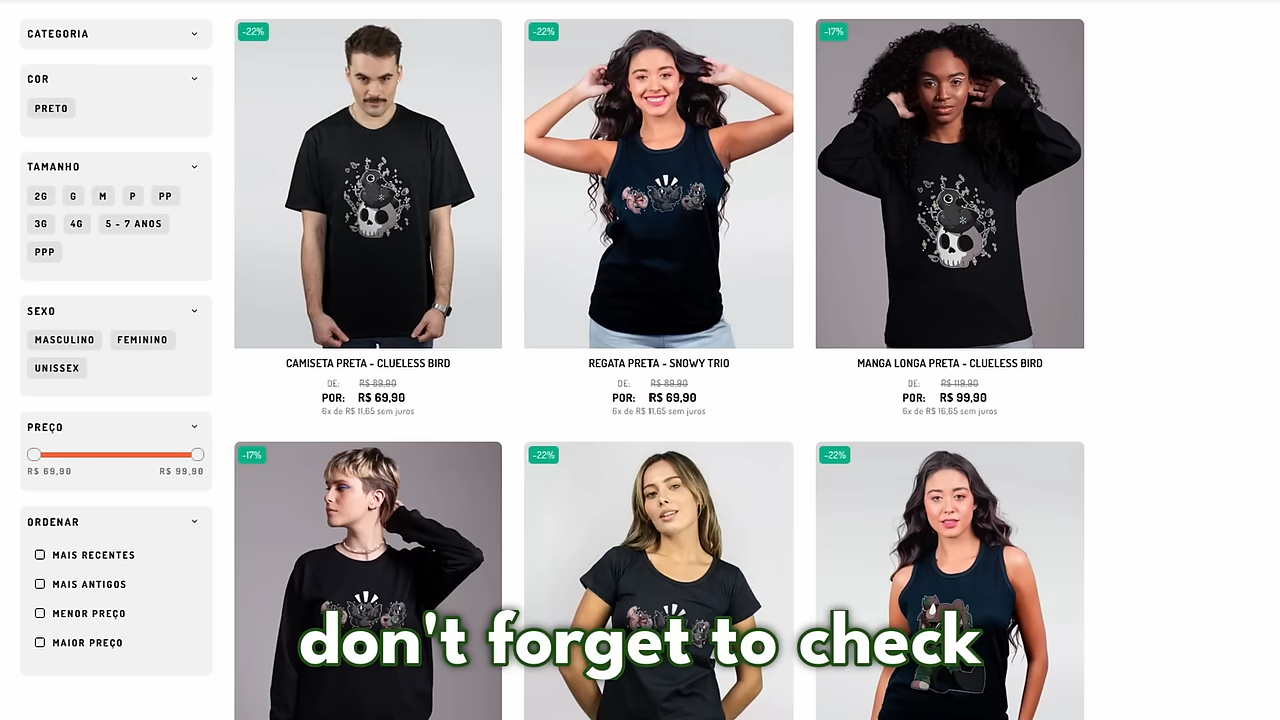 CATEGORIA
COR
PRETO
TAMANHO
2G G M P PP
3G 4G 5 - 7 ANOS
PPP
SEXO
MASCULINO FEMININO
UNISSEX
PREÇO
R$ 69,90 R$ 99,90
ORDENAR
MAIS RECENTES
MAIS ANTIGOS
MENOR PREÇO
MAIOR PREÇO
-22%
CAMISETA PRETA - CLUELESS BIRD
DE: R$ 89,90
POR: R$ 69,90
6x de R$ 11,65 sem juros
-22%
REGATA PRETA - SNOWY TRIO
DE: R$ 89,90
POR: R$ 69,90
6x de R$ 11,65 sem juros
-17%
MANGA LONGA PRETA - CLUELESS BIRD
DE: R$ 119,90
POR: R$ 99,90
6x de R$ 16,65 sem juros
-17%
-22%
-22%
don't forget to check